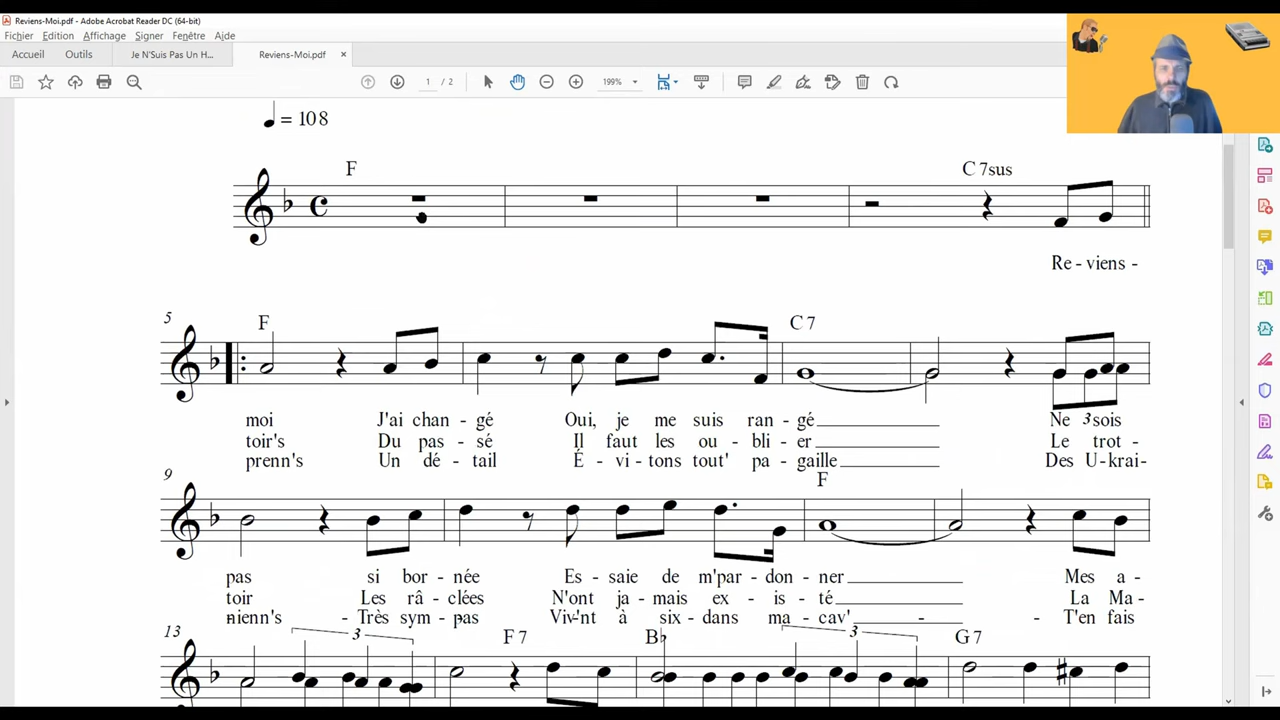 Reviens-Moi.pdf - Adobe Acrobat Reader DC (64-bit)
Fichier Edition Affichage Signer Fenêtre Aide
Accueil Outils Je N'Suis Pas Un H... Reviens-Moi.pdf ×
1 / 2 199%
= 108
F C 7sus
Re - viens -
5 F C 7
moi J'ai chan - gé Oui, je me suis ran - gé Ne 3 sois
toir's Du pas - sé Il faut les ou - bli - er Le trot -
prenn's Un dé - tail É - vi - tons tout' pa - gaille Des U - krai-
9 F
pas si bor - née Es - saie de m'par - don - ner Mes a -
toir Les râ - clées N'ont ja - mais ex - is - té La Ma -
nienn's - Très sym - pas Viv'nt à six - dans ma - cav' - - T'en fais
13 3 F 7 B♭ 3 G 7